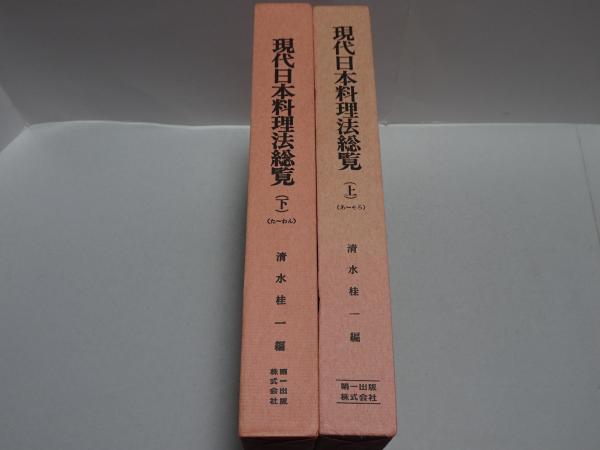 現代日本料理法総覧
(上)
(あ～そろ)
清水桂一編
第一出版
株式会社
現代日本料理法総覧
(下)
(た～わん)
清水桂一編
第一出版
株式会社